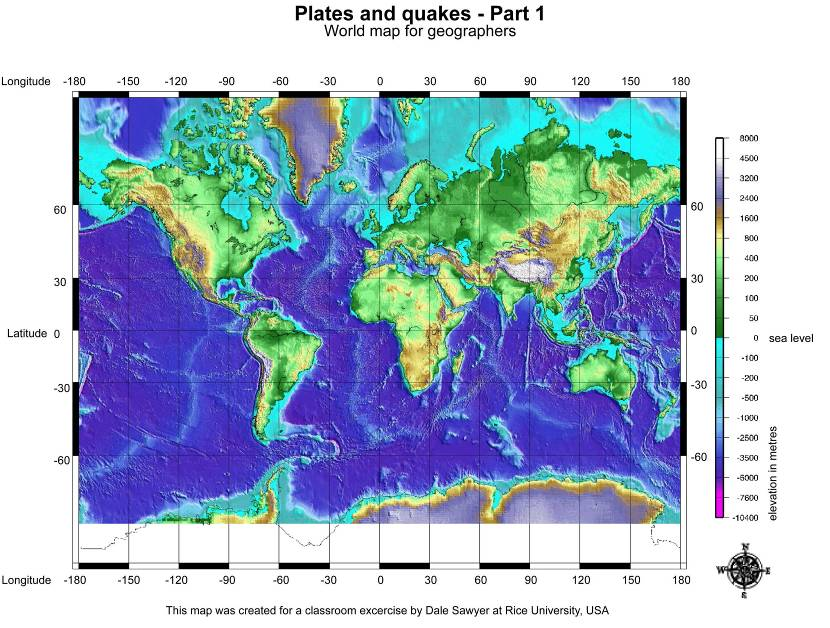 Plates and quakes - Part 1
World map for geographers
Longitude -180 -150 -120 -90 -60 -30 0 30 60 90 120 150 180
8000
4500
3200
2400
60 60 1600
800
400
30 30 200
100
50
Latitude 0 0 0 sea level
-100
-200
-30 -30 -500
-1000
-2500
-60 -60 -3500
-6000
-7600
-10400
elevation in metres
N
W E
S
Longitude -180 -150 -120 -90 -60 -30 0 30 60 90 120 150 180
This map was created for a classroom excercise by Dale Sawyer at Rice University, USA